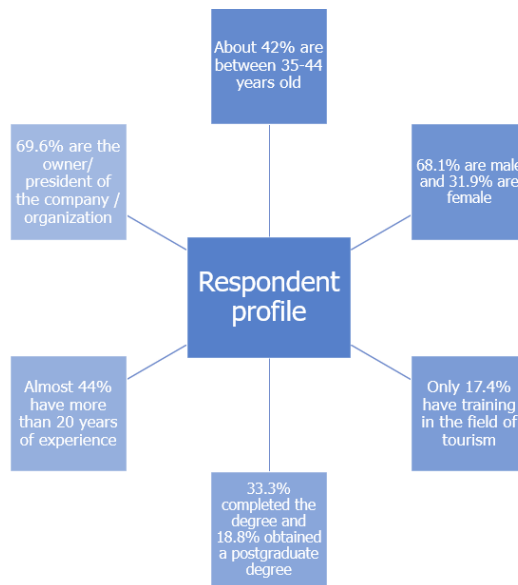 About 42% are
between 35-44
years old
69.6% are the
owner/
president of
the company /
organization
68.1% are male
and 31.9% are
female
Respondent
profile
Almost 44%
have more
than 20 years
of experience
Only 17.4%
have training
in the field of
tourism
33.3%
completed the
degree and
18.8% obtained
a postgraduate
degree